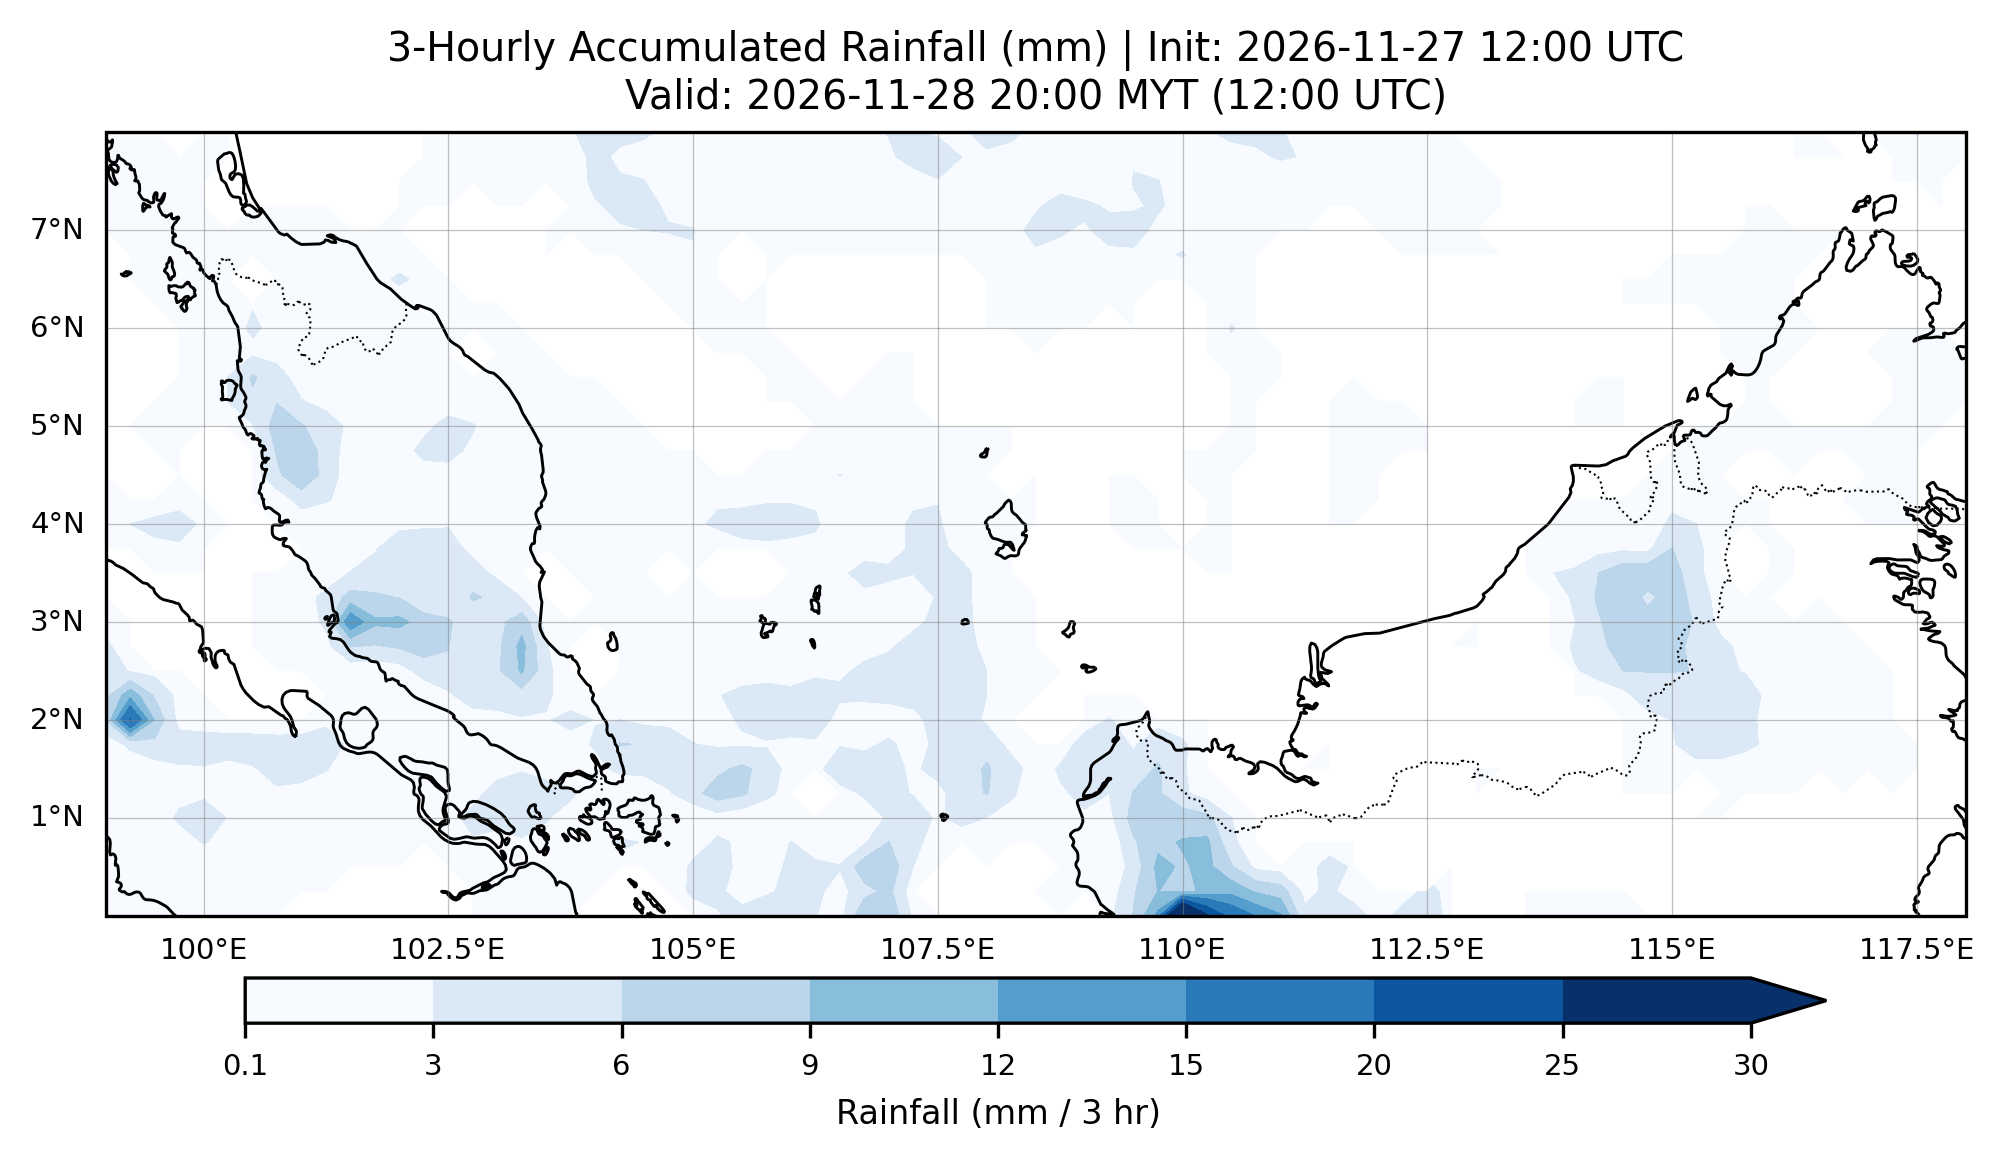 3-Hourly Accumulated Rainfall (mm) | Init: 2026-11-27 12:00 UTC
Valid: 2026-11-28 20:00 MYT (12:00 UTC)
7°N
6°N
5°N
4°N
3°N
2°N
1°N
100°E 102.5°E 105°E 107.5°E 110°E 112.5°E 115°E 117.5°E
0.1 3 6 9 12 15 20 25 30
Rainfall (mm / 3 hr)